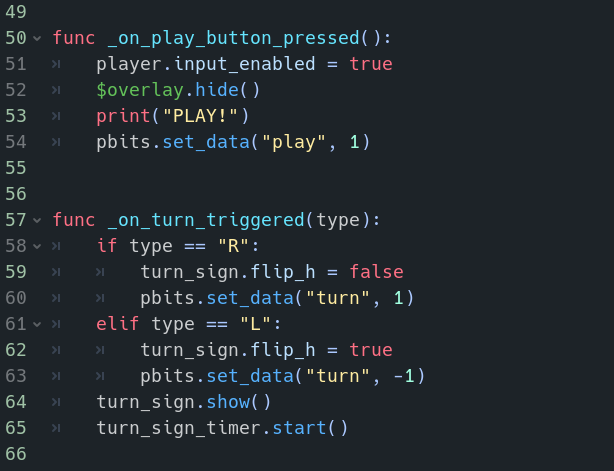 49
50 func _on_play_button_pressed():
51 player.input_enabled = true
52 $overlay.hide()
53 print("PLAY!")
54 pbits.set_data("play", 1)
55
56
57 func _on_turn_triggered(type):
58 if type == "R":
59 turn_sign.flip_h = false
60 pbits.set_data("turn", 1)
61 elif type == "L":
62 turn_sign.flip_h = true
63 pbits.set_data("turn", -1)
64 turn_sign.show()
65 turn_sign_timer.start()
66